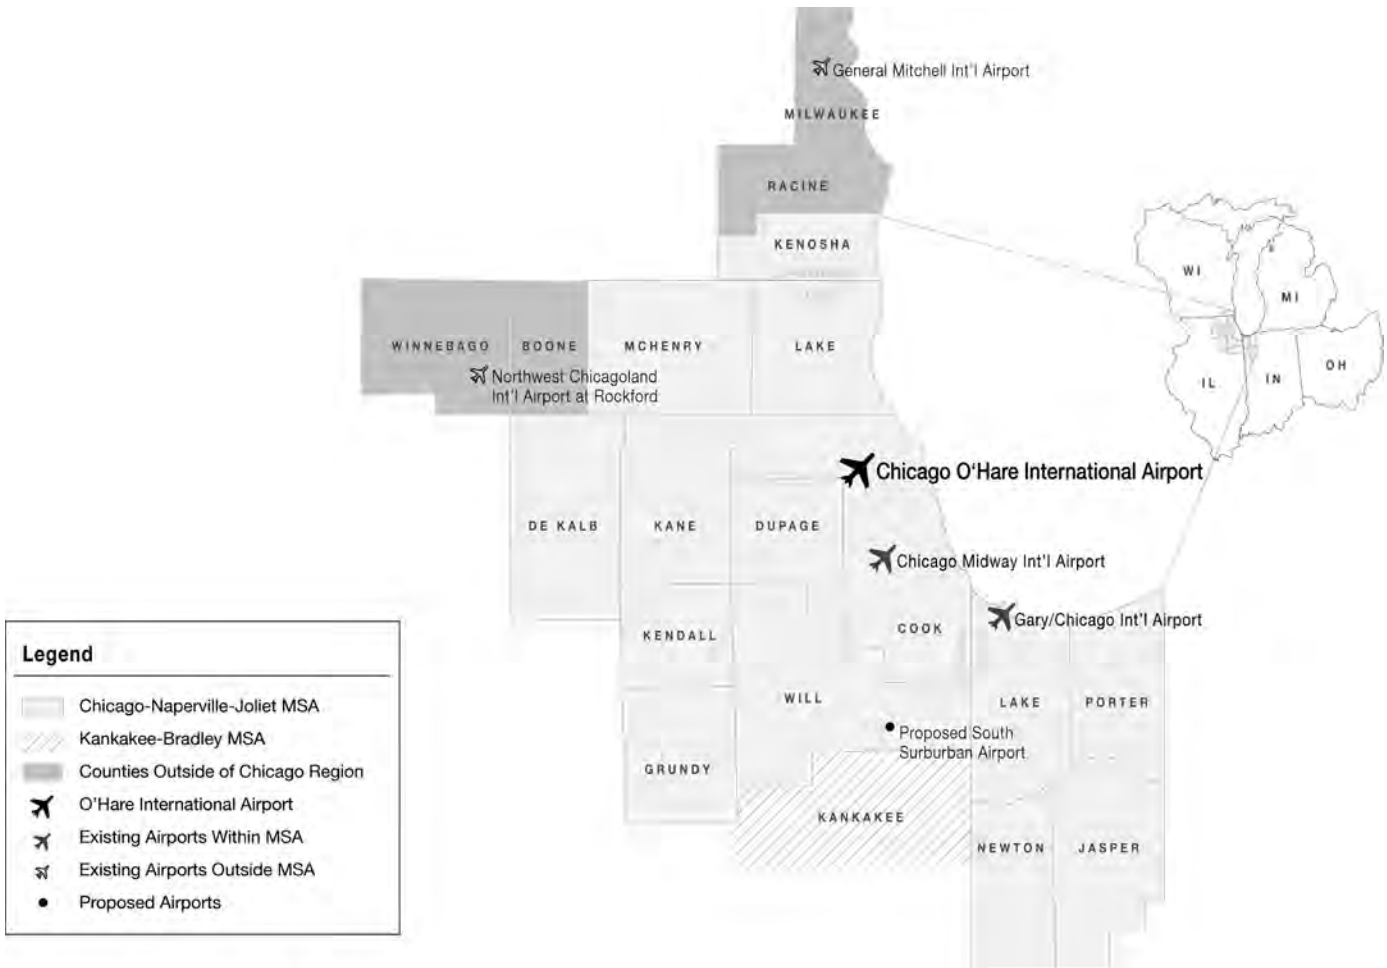 General Mitchell Int'l Airport
MILWAUKEE
RACINE
KENOSHA
WI
MI
WINNEBAGO
BOONE
MCHENRY
LAKE
Northwest Chicagoland
Int'l Airport at Rockford
IL
IN
OH
Chicago O'Hare International Airport
DE KALB
KANE
DUPAGE
Chicago Midway Int'l Airport
Gary/Chicago Int'l Airport
KENDALL
COOK
WILL
LAKE
PORTER
Proposed South
Surburban Airport
GRUNDY
KANKAKEE
NEWTON
JASPER
Legend
Chicago-Naperville-Joliet MSA
Kankakee-Bradley MSA
Counties Outside of Chicago Region
O'Hare International Airport
Existing Airports Within MSA
Existing Airports Outside MSA
Proposed Airports